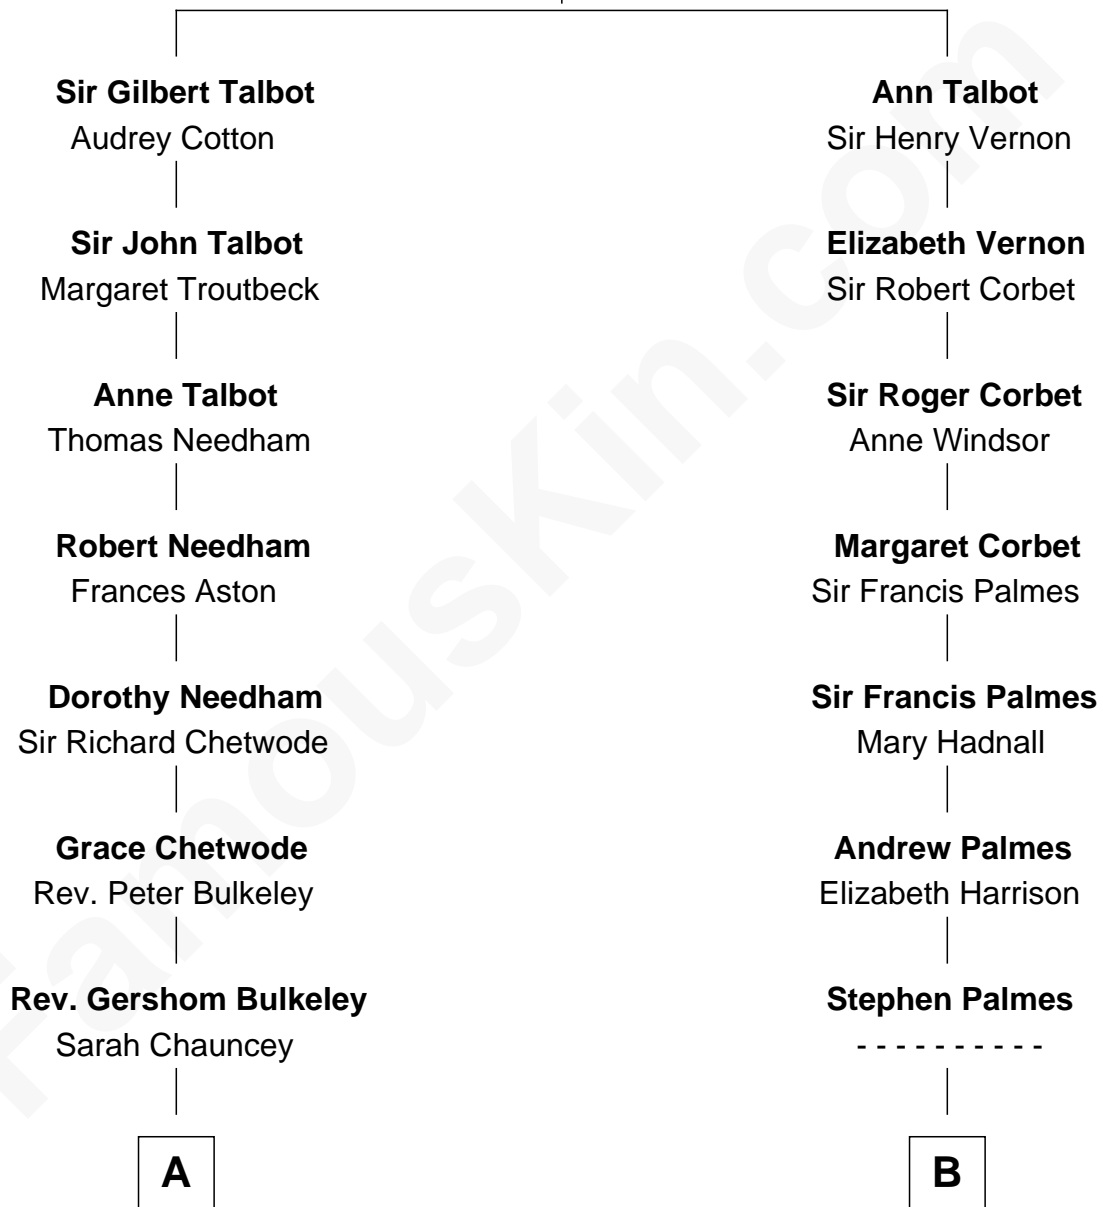 Sir Gilbert Talbot
Audrey Cotton
Sir John Talbot
Margaret Troutbeck
Anne Talbot
Thomas Needham
Robert Needham
Frances Aston
Dorothy Needham
Sir Richard Chetwode
Grace Chetwode
Rev. Peter Bulkeley
Rev. Gershom Bulkeley
Sarah Chauncey
A
Ann Talbot
Sir Henry Vernon
Elizabeth Vernon
Sir Robert Corbet
Sir Roger Corbet
Anne Windsor
Margaret Corbet
Sir Francis Palmes
Sir Francis Palmes
Mary Hadnall
Andrew Palmes
Elizabeth Harrison
Stephen Palmes
- - - - - - - - - -
B
FamousKin.com